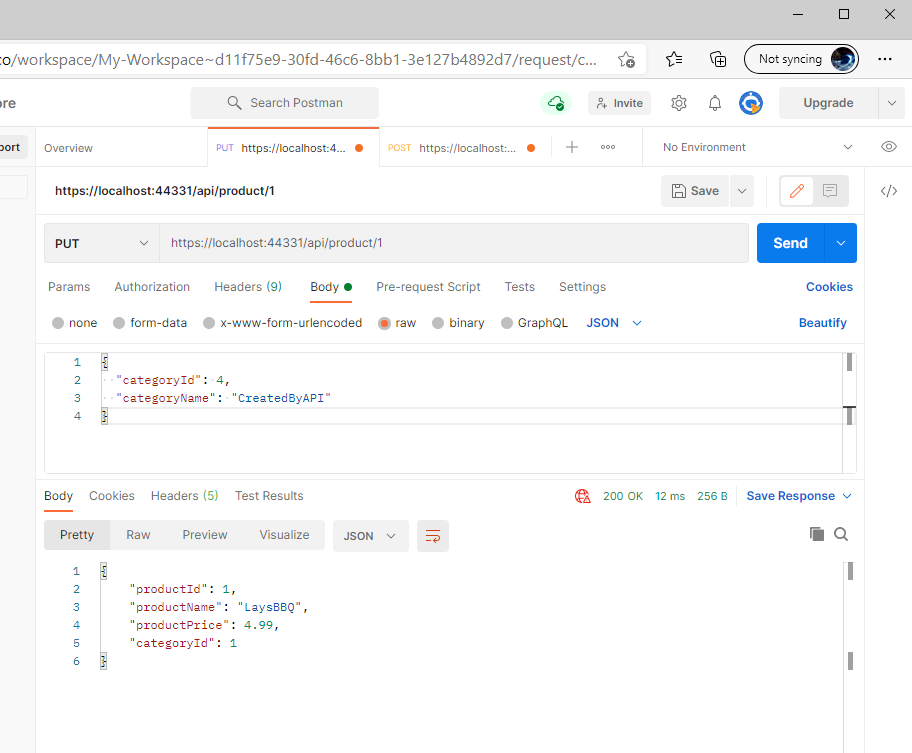 co/workspace/My-Workspace~d11f75e9-30fd-46c6-8bb1-3e127b4892d7/request/c... Not syncing
ore Search Postman Invite Upgrade
port Overview PUT https://localhost:4... POST https://localhost:... No Environment
https://localhost:44331/api/product/1 Save
PUT https://localhost:44331/api/product/1 Send
Params Authorization Headers (9) Body Pre-request Script Tests Settings Cookies
none form-data x-www-form-urlencoded raw binary GraphQL JSON Beautify
1 {
2 "categoryId": 4,
3 "categoryName": "CreatedByAPI"
4 }
Body Cookies Headers (5) Test Results 200 OK 12 ms 256 B Save Response
Pretty Raw Preview Visualize JSON
1 {
2 "productId": 1,
3 "productName": "LaysBBQ",
4 "productPrice": 4.99,
5 "categoryId": 1
6 }